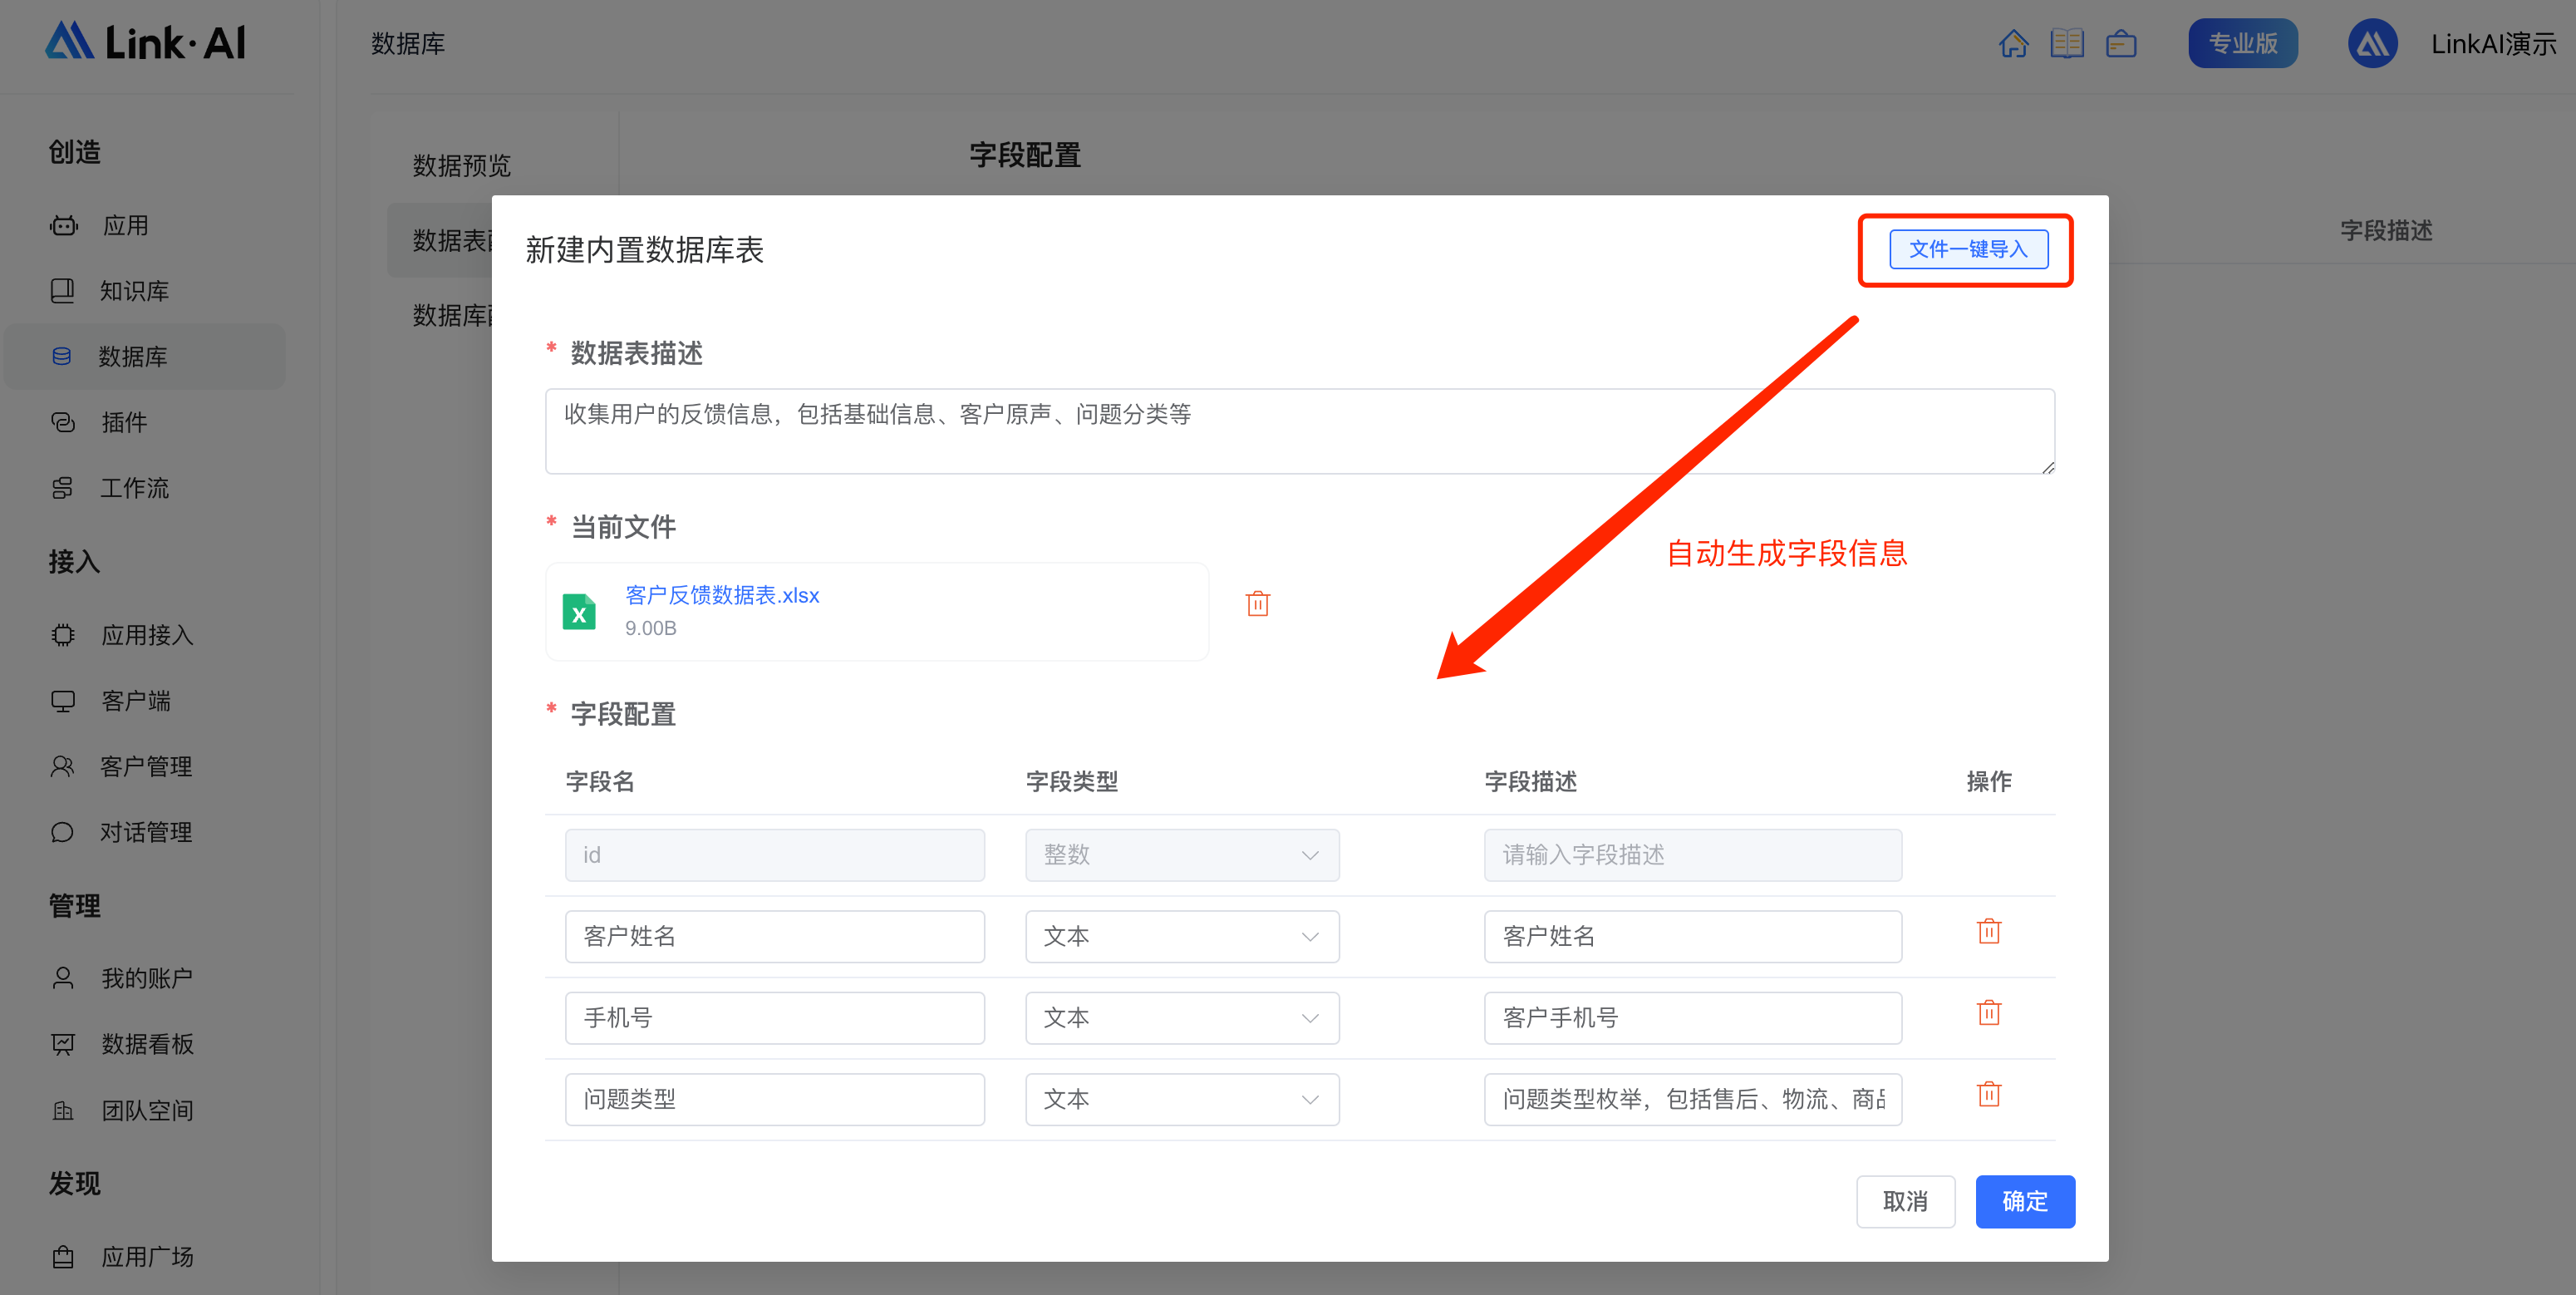 Link·AI
数据库
专业版
LinkAI演示
创造
应用
知识库
数据库
插件
工作流
接入
应用接入
客户端
客户管理
对话管理
管理
我的账户
数据看板
团队空间
发现
应用广场
数据预览
数据表
数据库
字段配置
字段描述
新建内置数据库表
文件一键导入
* 数据表描述
收集用户的反馈信息，包括基础信息、客户原声、问题分类等
* 当前文件
X
客户反馈数据表.xlsx
9.00B
自动生成字段信息
* 字段配置
字段名 字段类型 字段描述 操作
id 整数 请输入字段描述
客户姓名 文本 客户姓名
手机号 文本 客户手机号
问题类型 文本 问题类型枚举，包括售后、物流、商
取消 确定